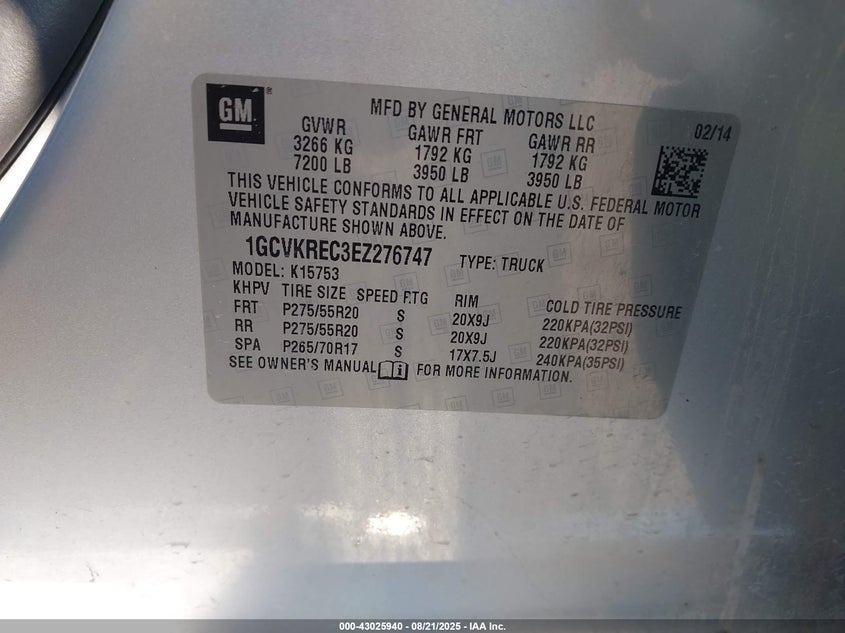 GM
MFD BY GENERAL MOTORS LLC 02/14
GVWR GAWR FRT GAWR RR
3266 KG 1792 KG 1792 KG
7200 LB 3950 LB 3950 LB
THIS VEHICLE CONFORMS TO ALL APPLICABLE U.S. FEDERAL MOTOR
VEHICLE SAFETY STANDARDS IN EFFECT ON THE DATE OF
MANUFACTURE SHOWN ABOVE.
1GCVKREC3EZ276747 TYPE: TRUCK
MODEL: K15753
KHPV TIRE SIZE SPEED RTG RIM COLD TIRE PRESSURE
FRT P275/55R20 S 20X9J 220KPA(32PSI)
RR P275/55R20 S 20X9J 220KPA(32PSI)
SPA P265/70R17 S 17X7.5J 240KPA(35PSI)
SEE OWNER'S MANUAL i FOR MORE INFORMATION.
000-43025940 - 08/21/2025 - IAA Inc.